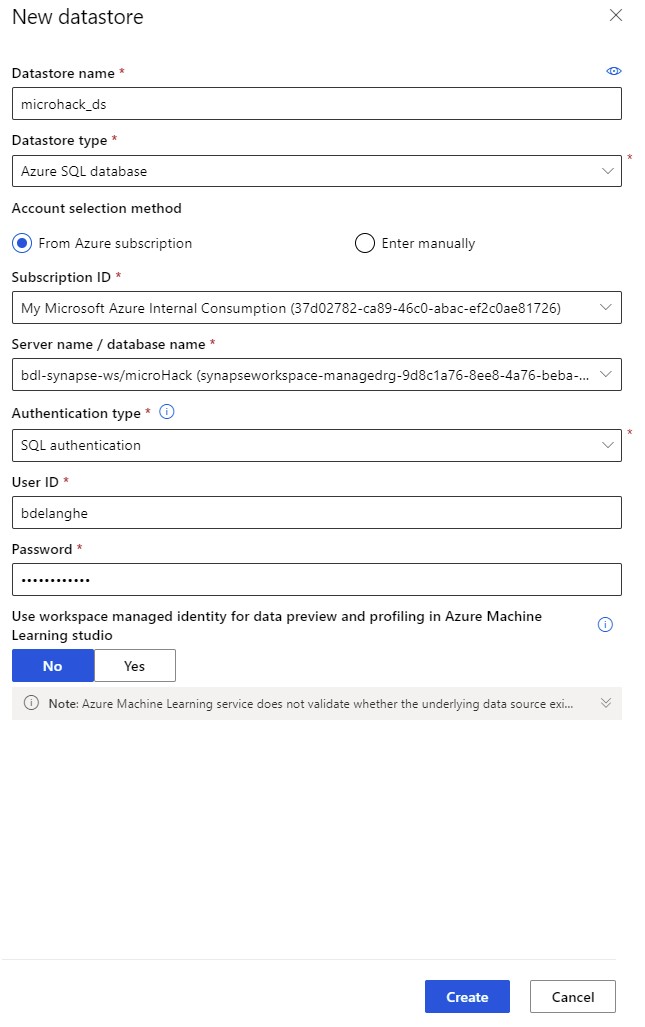 New datastore
Datastore name *
microhack_ds
Datastore type *
Azure SQL database
*
Account selection method
From Azure subscription
Enter manually
Subscription ID *
My Microsoft Azure Internal Consumption (37d02782-ca89-46c0-abac-ef2c0ae81726)
Server name / database name *
bdl-synapse-ws/microHack (synapseworkspace-managedrg-9d8c1a76-8ee8-4a76-beba-...
Authentication type *
SQL authentication
*
User ID *
bdelanghe
Password *
••••••••••••
Use workspace managed identity for data preview and profiling in Azure Machine
Learning studio
No
Yes
Note: Azure Machine Learning service does not validate whether the underlying data source exi...
Create
Cancel